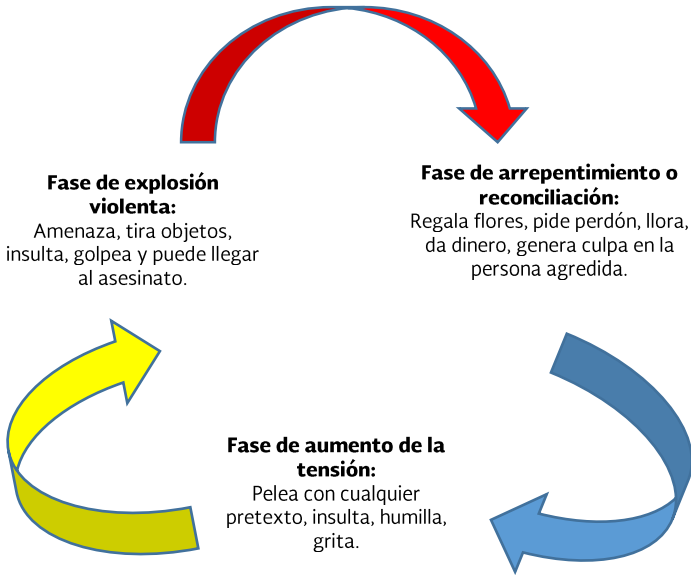 Fase de explosión
violenta:
Amenaza, tira objetos,
insulta, golpea y puede llegar
al asesinato.
Fase de arrepentimiento o
reconciliación:
Regala flores, pide perdón, llora,
da dinero, genera culpa en la
persona agredida.
Fase de aumento de la
tensión:
Pelea con cualquier
pretexto, insulta, humilla,
grita.